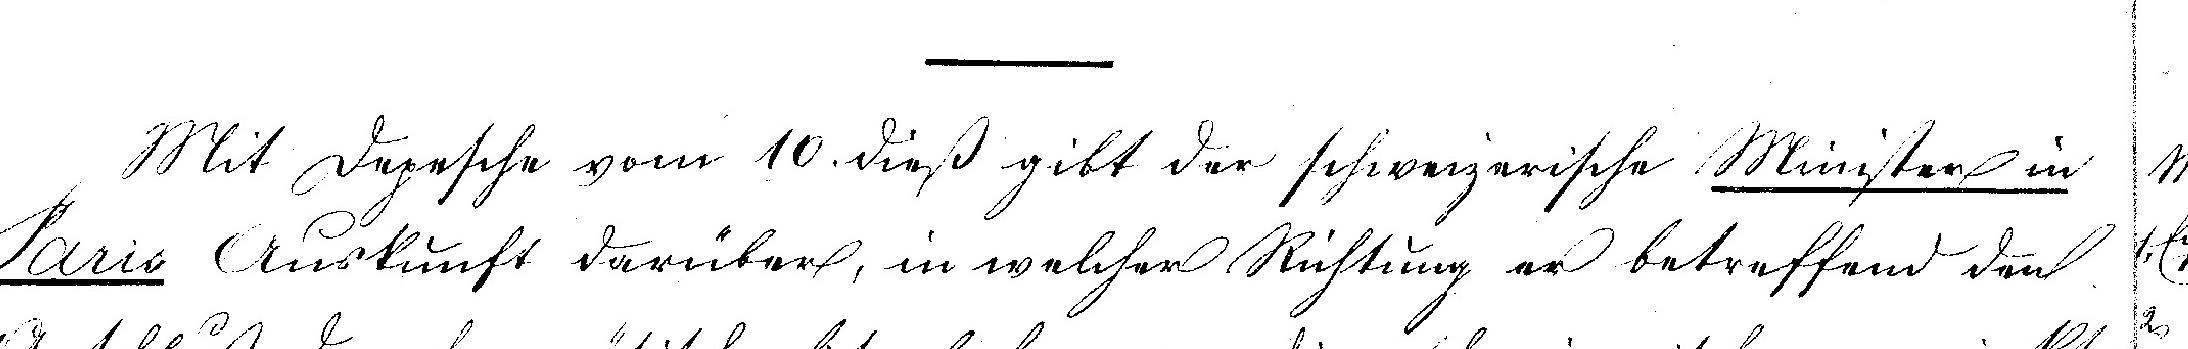 Mit Depesche vom 10. dieß gibt der schweizerische Minister in
Paris Auskunft darüber, in welcher Richtung er betreffend den